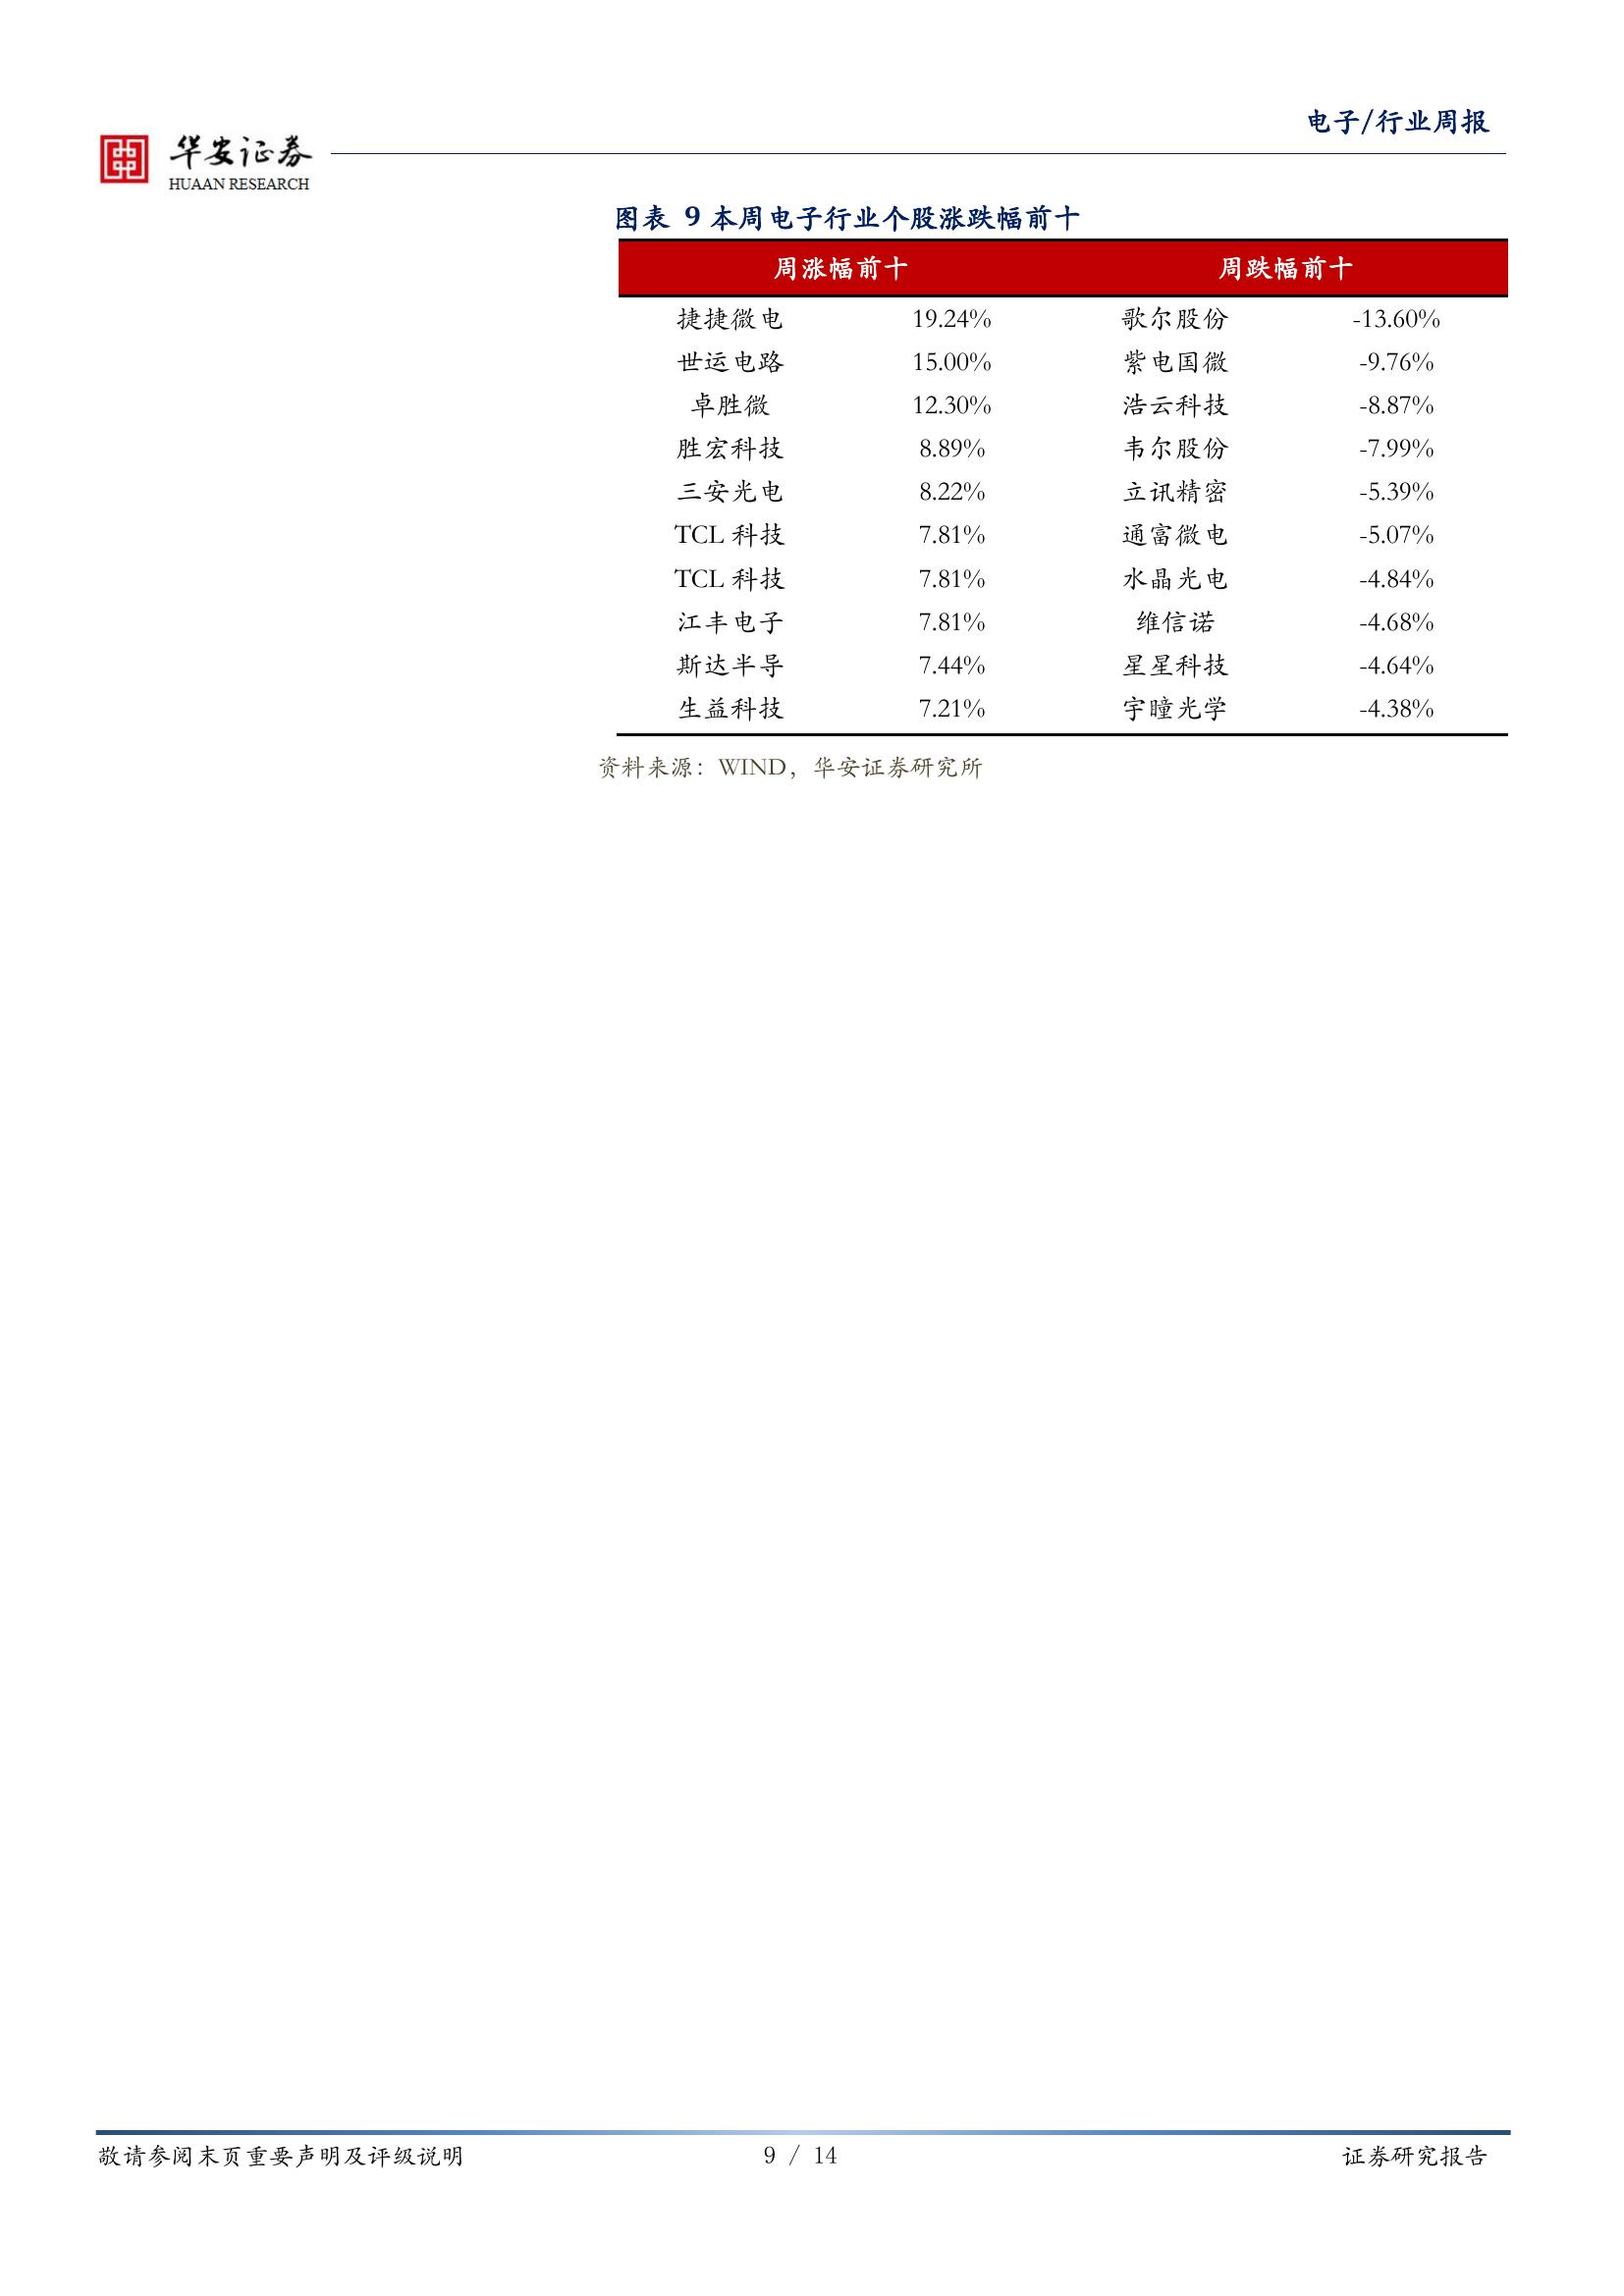 电子/行业周报
华安证券
HUAAN RESEARCH
图表 9 本周电子行业个股涨跌幅前十
周涨幅前十 周跌幅前十
捷捷微电 19.24% 歌尔股份 -13.60%
世运电路 15.00% 紫电国微 -9.76%
卓胜微 12.30% 浩云科技 -8.87%
胜宏科技 8.89% 韦尔股份 -7.99%
三安光电 8.22% 立讯精密 -5.39%
TCL 科技 7.81% 通富微电 -5.07%
TCL 科技 7.81% 水晶光电 -4.84%
江丰电子 7.81% 维信诺 -4.68%
斯达半导 7.44% 星星科技 -4.64%
生益科技 7.21% 宇瞳光学 -4.38%
资料来源：WIND，华安证券研究所
敬请参阅末页重要声明及评级说明 9 / 14 证券研究报告